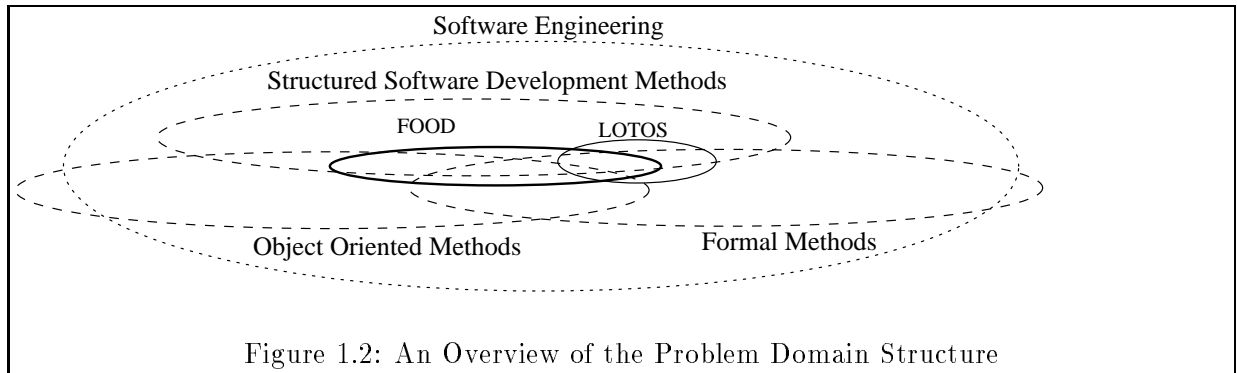 Software Engineering
Structured Software Development Methods
FOOD
LOTOS
Object Oriented Methods
Formal Methods
Figure 1.2: An Overview of the Problem Domain Structure